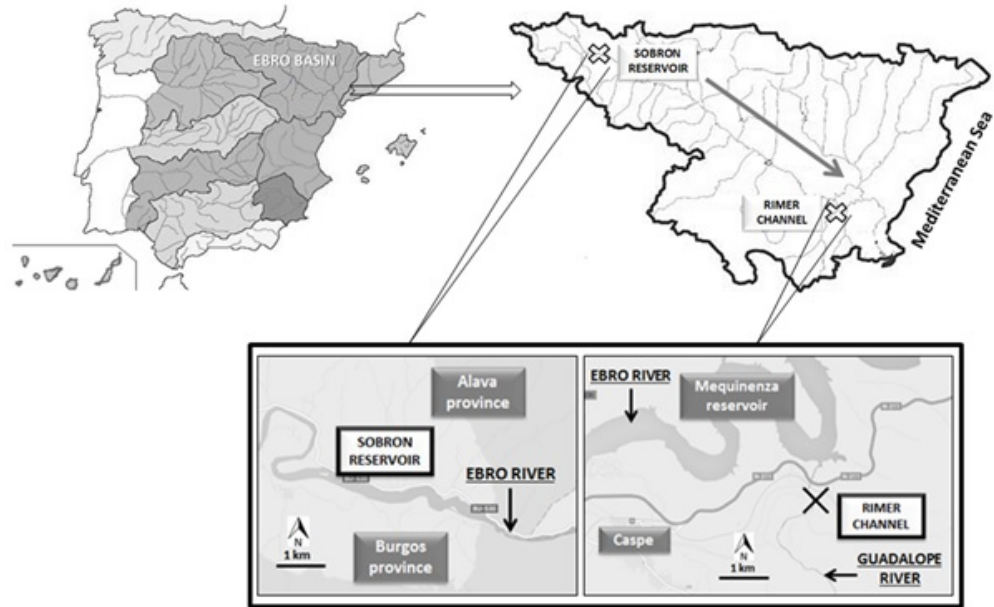 EBRO BASIN
SOBRON
RESERVOIR
RIMER
CHANNEL
Mediterranean Sea
Alava
province
SOBRON
RESERVOIR
EBRO RIVER
Burgos
province
N
1 km
EBRO RIVER
Mequinenza
reservoir
RIMER
CHANNEL
Caspe
N
1 km
GUADALOPE
RIVER